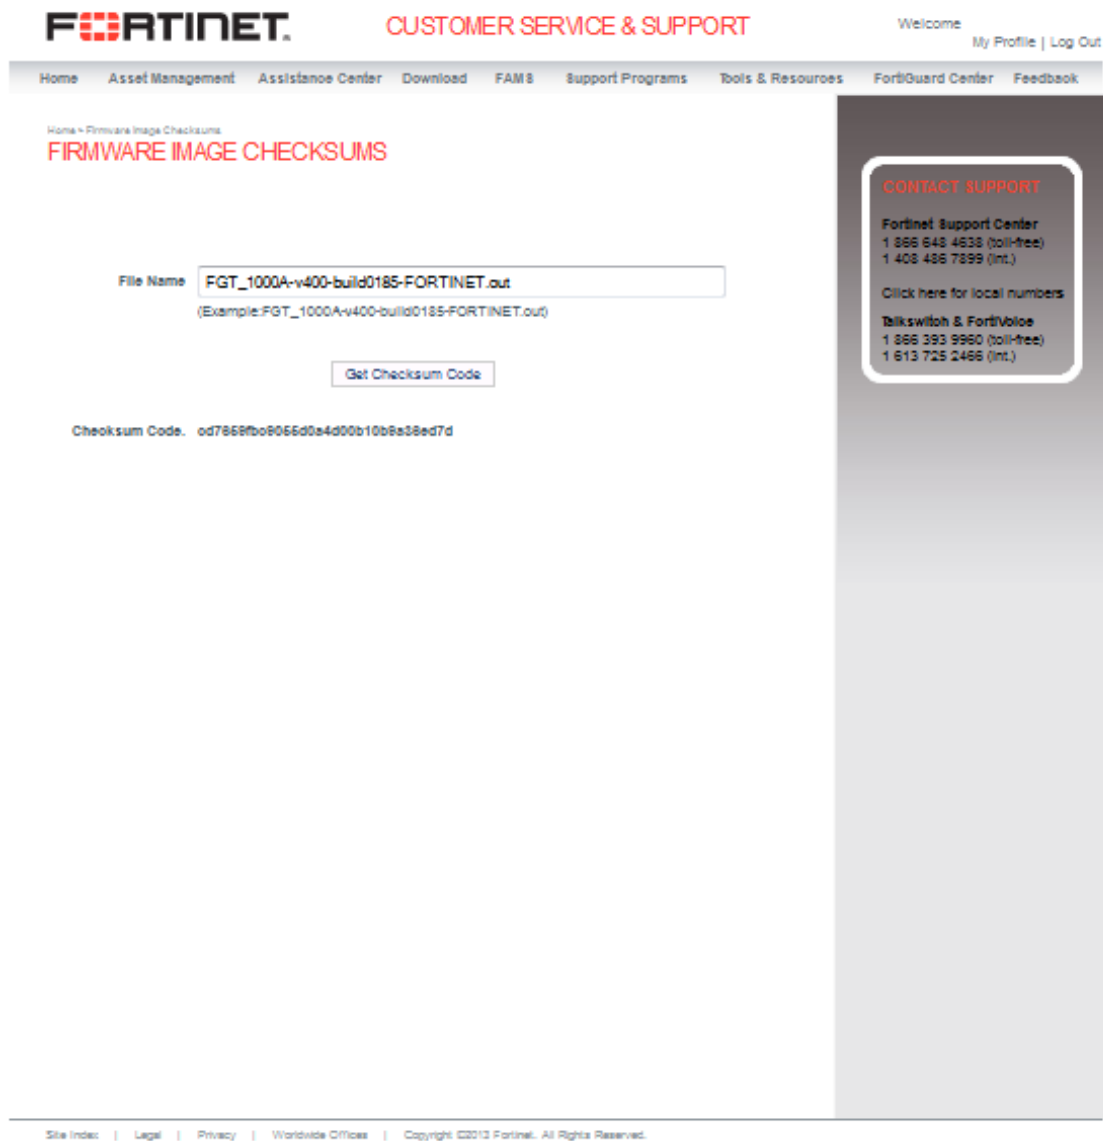 FORTINET.
CUSTOMER SERVICE & SUPPORT
Welcome
My Profile | Log Out
Home Asset Management Assistance Center Download FAMS Support Programs Tools & Resources FortiGuard Center Feedback
Home > Firmware Image Checksums
FIRMWARE IMAGE CHECKSUMS
File Name FGT_1000A-v400-build0185-FORTINET.out
(Example:FGT_1000A-v400-build0185-FORTINET.out)
Get Checksum Code
Checksum Code.
CONTACT SUPPORT
Fortinet Support Center
1 866 648 4638 (toll-free)
1 408 486 7899 (Int.)
Click here for local numbers
Talkswitch & FortiVoice
1 866 393 9960 (toll-free)
1 613 725 2466 (Int.)
Site Index | Legal | Privacy | Worldwide Offices | Copyright ©2013 Fortinet. All Rights Reserved.